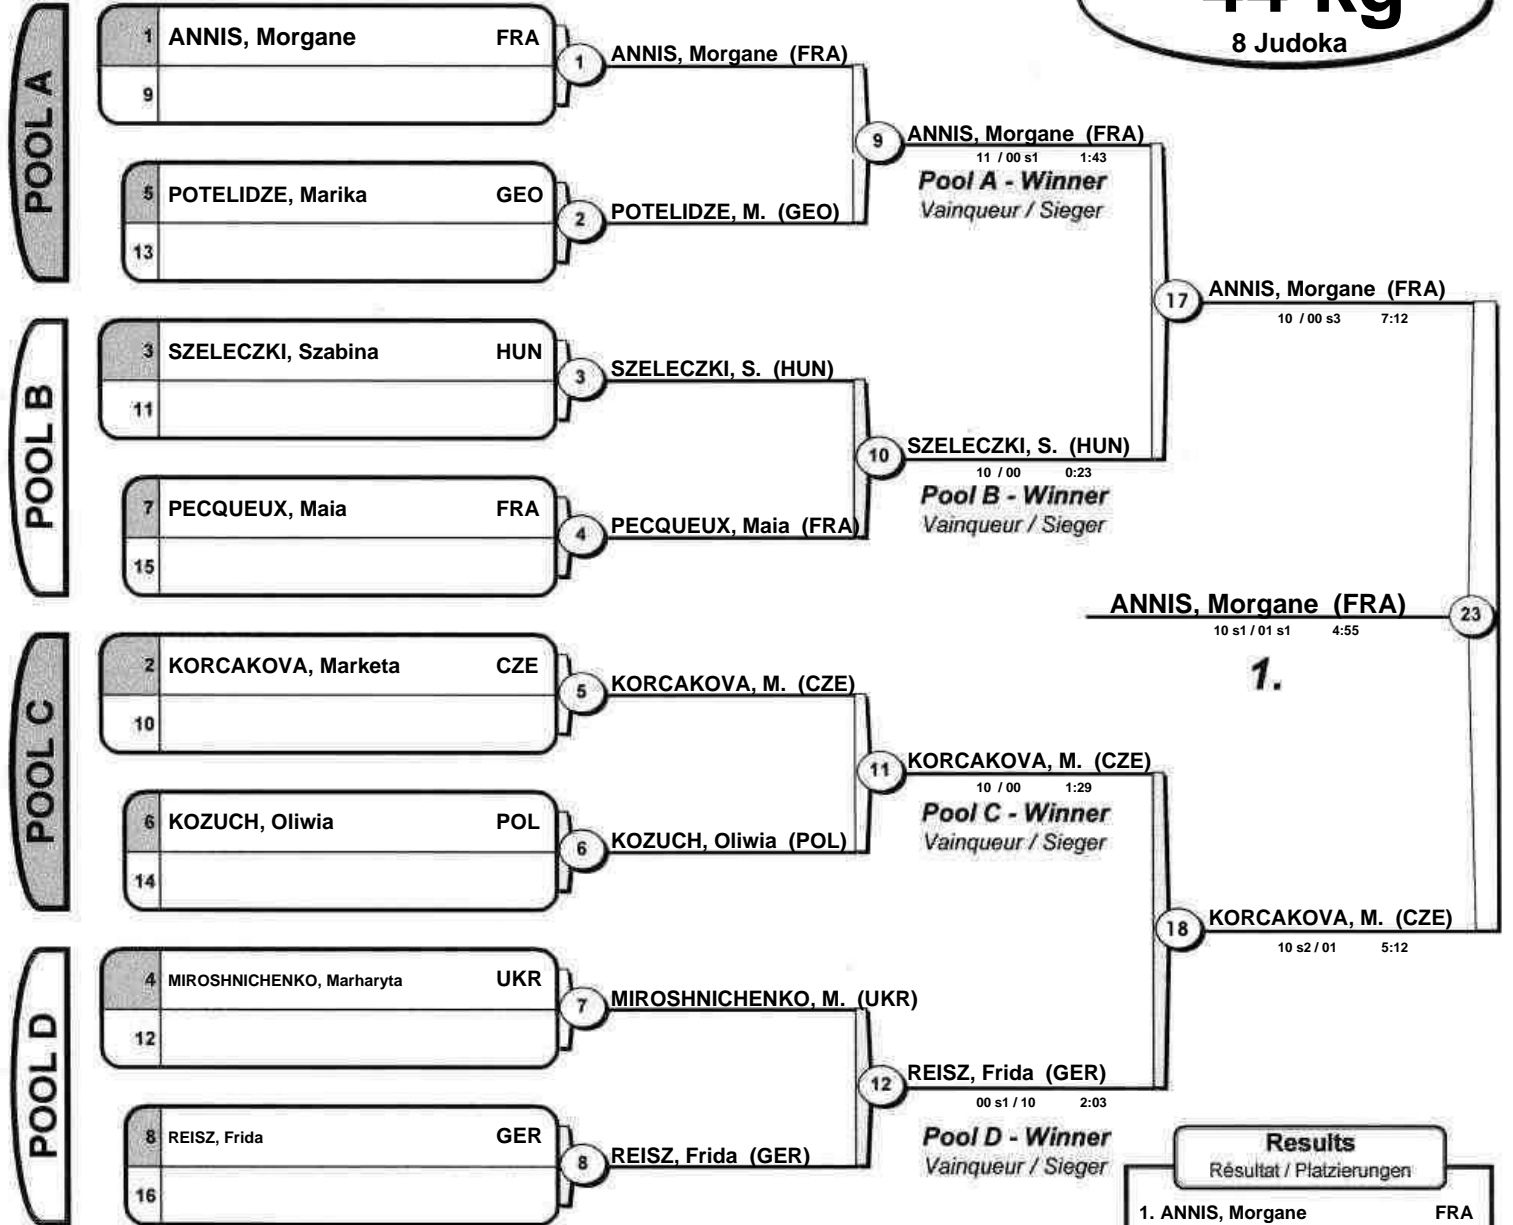 44 kg
8 Judoka
POOL A
1 ANNIS, Morgane FRA
9
5 POTELIDZE, Marika GEO
13
1 ANNIS, Morgane (FRA)
2 POTELIDZE, M. (GEO)
9 ANNIS, Morgane (FRA)
11 / 00 s1 1:43
Pool A - Winner
Vainqueur / Sieger
POOL B
3 SZELECZKI, Szabina HUN
11
7 PECQUEUX, Maia FRA
15
3 SZELECZKI, S. (HUN)
4 PECQUEUX, Maia (FRA)
10 SZELECZKI, S. (HUN)
10 / 00 0:23
Pool B - Winner
Vainqueur / Sieger
17 ANNIS, Morgane (FRA)
10 / 00 s3 7:12
ANNIS, Morgane (FRA) 23
10 s1 / 01 s1 4:55
1.
POOL C
2 KORCAKOVA, Marketa CZE
10
6 KOZUCH, Oliwia POL
14
5 KORCAKOVA, M. (CZE)
6 KOZUCH, Oliwia (POL)
11 KORCAKOVA, M. (CZE)
10 / 00 1:29
Pool C - Winner
Vainqueur / Sieger
18 KORCAKOVA, M. (CZE)
10 s2 / 01 5:12
POOL D
4 MIROSHNICHENKO, Marharyta UKR
12
8 REISZ, Frida GER
16
7 MIROSHNICHENKO, M. (UKR)
8 REISZ, Frida (GER)
12 REISZ, Frida (GER)
00 s1 / 10 2:03
Pool D - Winner
Vainqueur / Sieger
Results
Résultat / Platzierungen
1. ANNIS, Morgane FRA